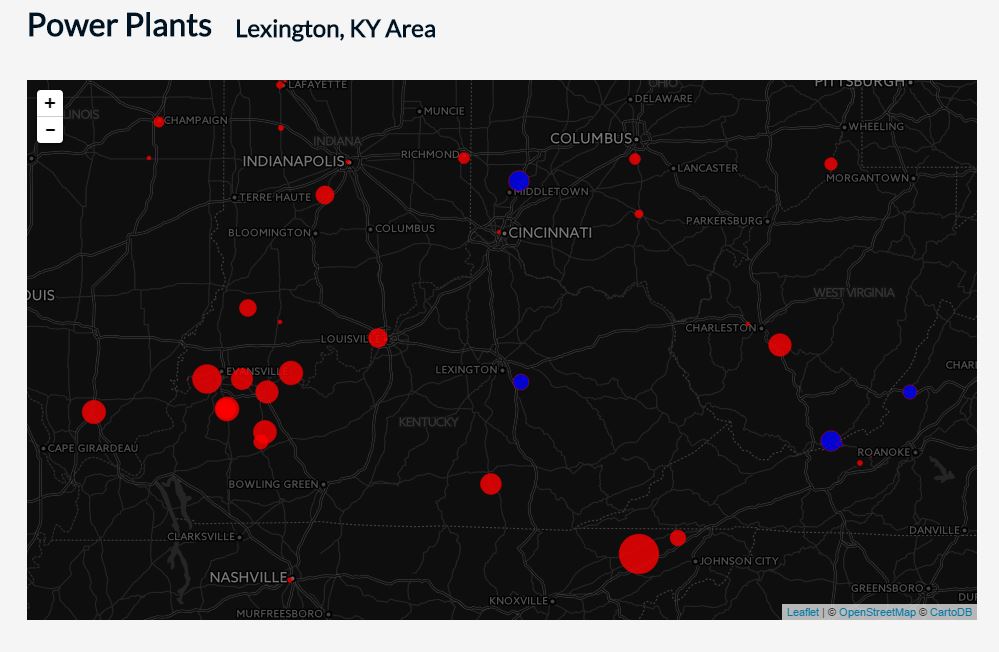 Power Plants Lexington, KY Area
+
−
LAFAYETTE
OHIO
PITTSBURGH
DELAWARE
LINOIS
CHAMPAIGN
MUNCIE
WHEELING
INDIANA
COLUMBUS
INDIANAPOLIS
RICHMOND
LANCASTER
MORGANTOWN
TERRE HAUTE
MIDDLETOWN
BLOOMINGTON
COLUMBUS
CINCINNATI
PARKERSBURG
OUIS
WEST VIRGINIA
LOUISVILLE
CHARLESTON
EVANSVILLE
LEXINGTON
CHAR
KENTUCKY
CAPE GIRARDEAU
ROANOKE
BOWLING GREEN
CLARKSVILLE
DANVILLE
JOHNSON CITY
NASHVILLE
KNOXVILLE
GREENSBORO
DUR
MURFREESBORO
Leaflet | © OpenStreetMap © CartoDB